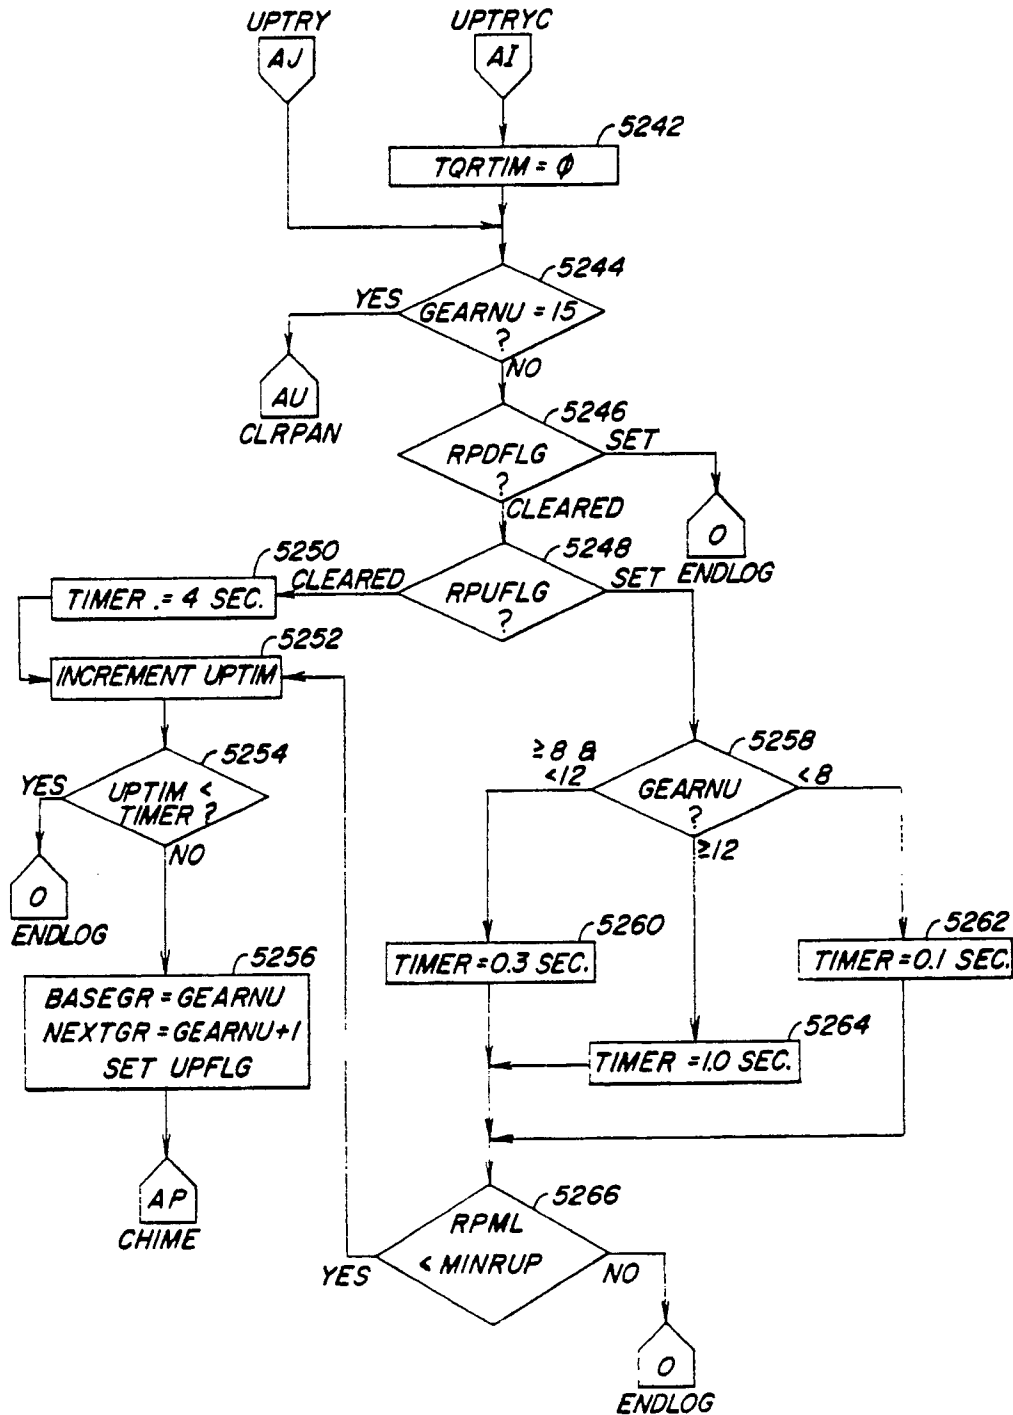 UPTRY
UPTRYC
AJ
AI
5242
TQRTIM = ϕ
5244
YES
GEARNU = 15
?
NO
AU
CLRPAN
5246
RPDFLG
?
SET
CLEARED
O
ENDLOG
5248
RPUFLG
?
CLEARED
SET
5250
TIMER .= 4 SEC.
5252
INCREMENT UPTIM
5254
YES
UPTIM <
TIMER ?
NO
O
ENDLOG
5256
BASEGR = GEARNU
NEXTGR = GEARNU+1
SET UPFLG
AP
CHIME
5258
≥8 &
<12
GEARNU
?
<8
≥12
5260
TIMER=0.3 SEC.
5262
TIMER=0.1 SEC.
5264
TIMER =1.0 SEC.
5266
RPML
< MINRUP
YES
NO
O
ENDLOG